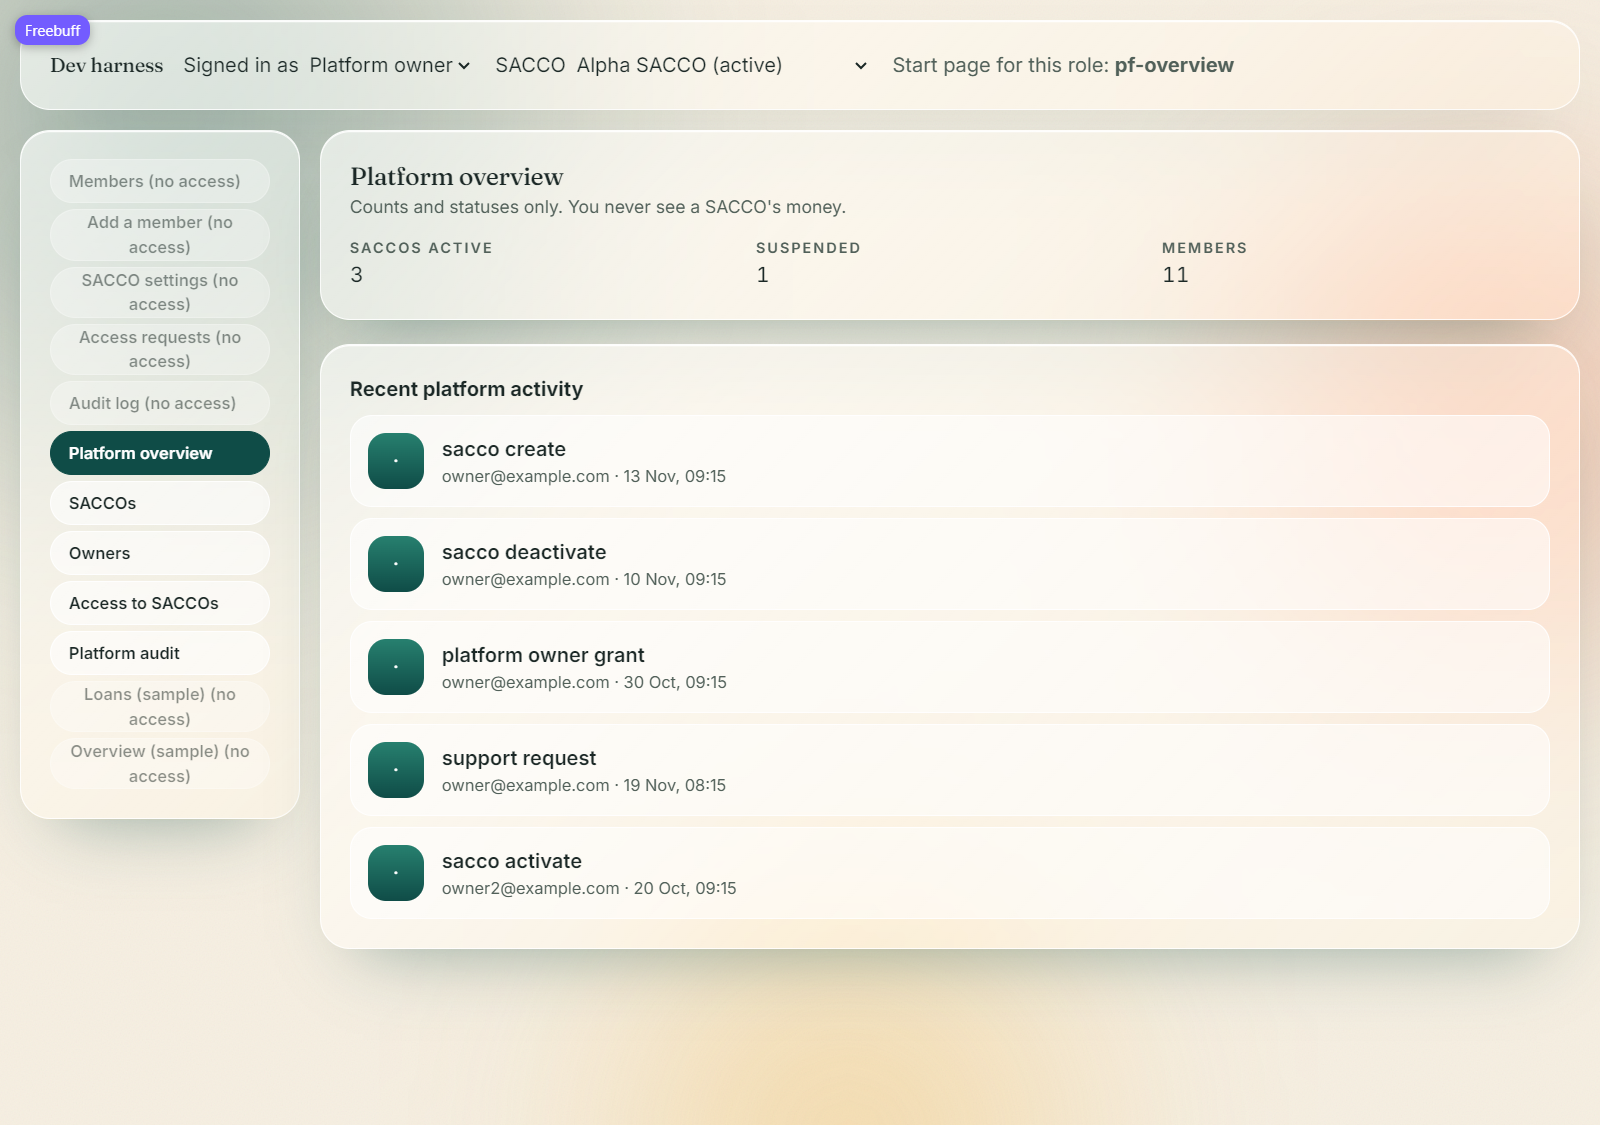 Freebuff
Dev harness Signed in as Platform owner SACCO Alpha SACCO (active) Start page for this role: pf-overview
Members (no access)
Add a member (no
access)
SACCO settings (no
access)
Access requests (no
access)
Audit log (no access)
Platform overview
SACCOs
Owners
Access to SACCOs
Platform audit
Loans (sample) (no
access)
Overview (sample) (no
access)
Platform overview
Counts and statuses only. You never see a SACCO's money.
SACCOS ACTIVE SUSPENDED MEMBERS
3 1 11
Recent platform activity
sacco create
owner@example.com · 13 Nov, 09:15
sacco deactivate
owner@example.com · 10 Nov, 09:15
platform owner grant
owner@example.com · 30 Oct, 09:15
support request
owner@example.com · 19 Nov, 08:15
sacco activate
owner2@example.com · 20 Oct, 09:15